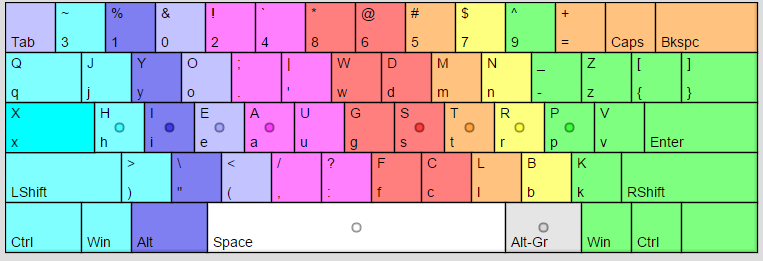 ~ % & ! ` * @ # $ ^ +
Tab 3 1 0 2 4 8 6 5 7 9 = Caps Bkspc
Q J Y O ; | W D M N _ Z [ ]
q j y o . ' w d m n - z { }
X H I E A U G S T R P V
x h i e a u g s t r p v Enter
> \ < / ? F C L B K
LShift ) " ( , : f c l b k RShift
Ctrl Win Alt Space Alt-Gr Win Ctrl